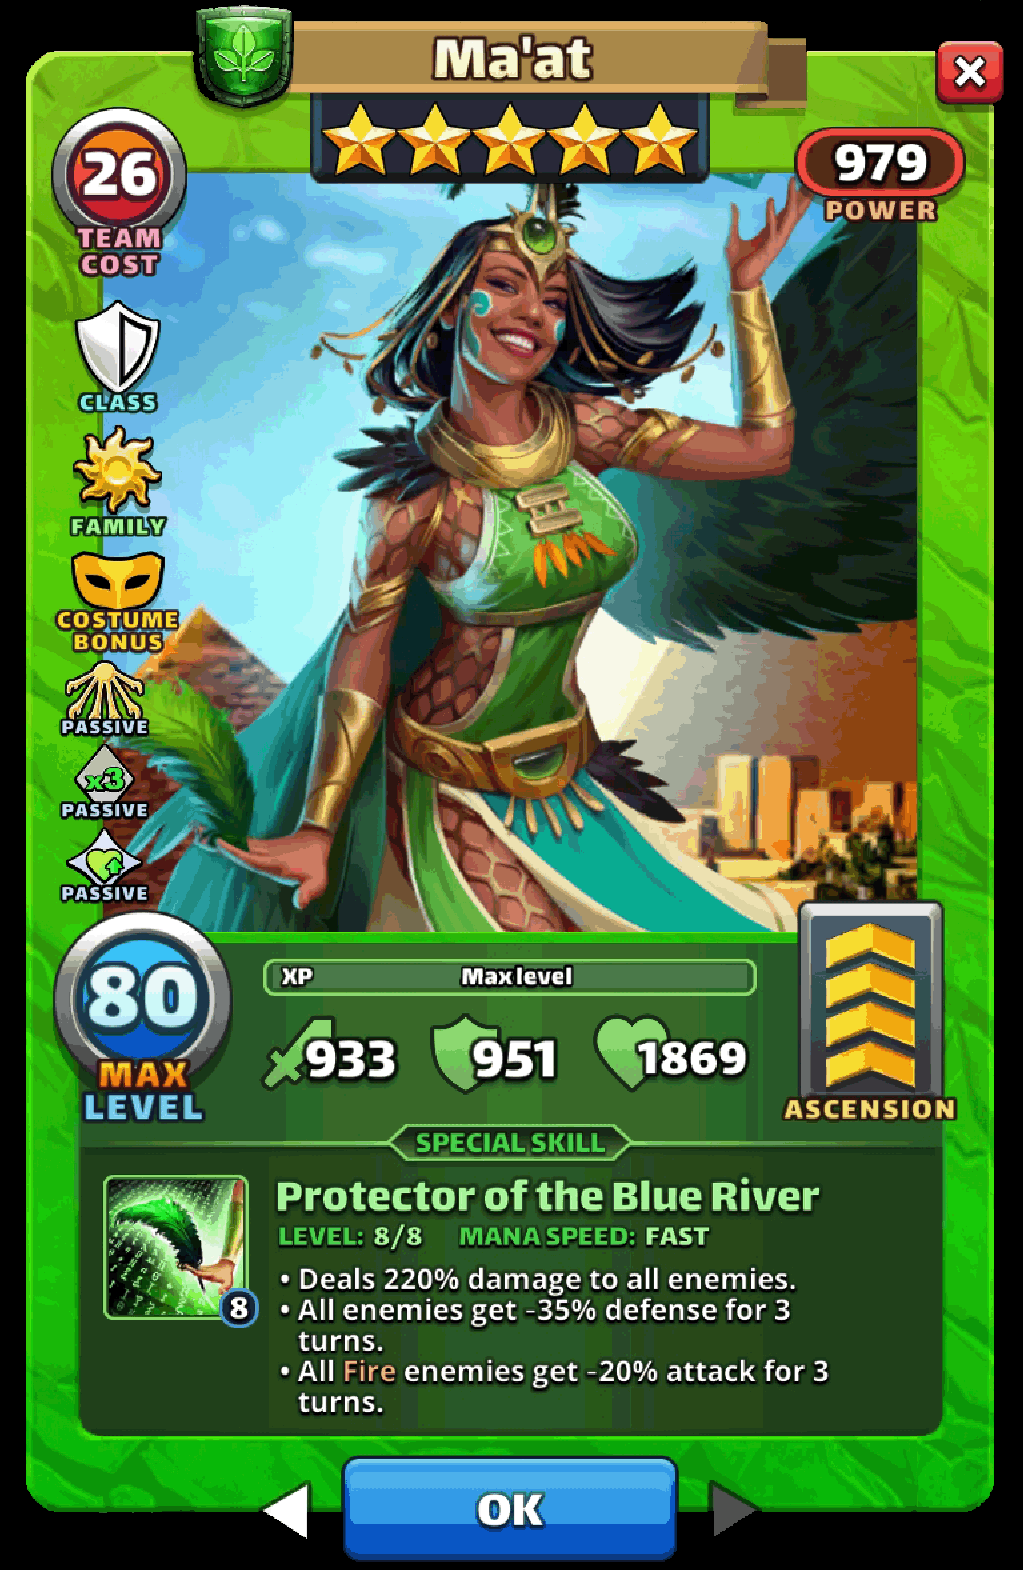 Ma'at
26
TEAM
COST
979
POWER
CLASS
FAMILY
COSTUME
BONUS
PASSIVE
x3
PASSIVE
PASSIVE
80
MAX
LEVEL
XP Max level
933 951 1869
ASCENSION
SPECIAL SKILL
Protector of the Blue River
LEVEL: 8/8 MANA SPEED: FAST
8
• Deals 220% damage to all enemies.
• All enemies get -35% defense for 3
turns.
• All Fire enemies get -20% attack for 3
turns.
OK